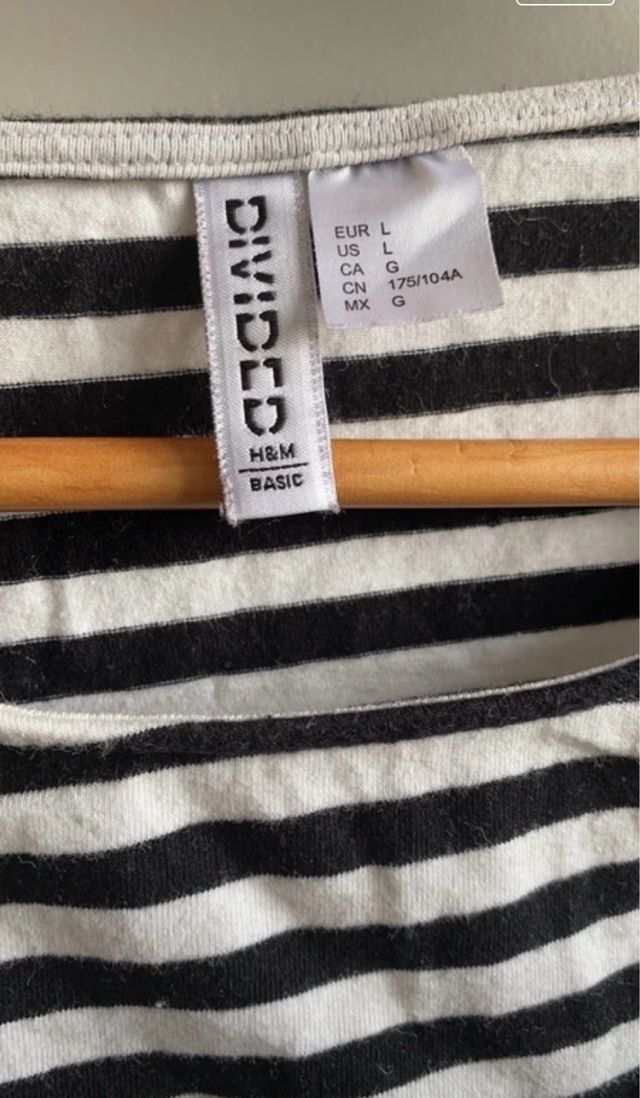 DIVIDED
H&M
BASIC
EUR L
US L
CA G
CN 175/104A
MX G